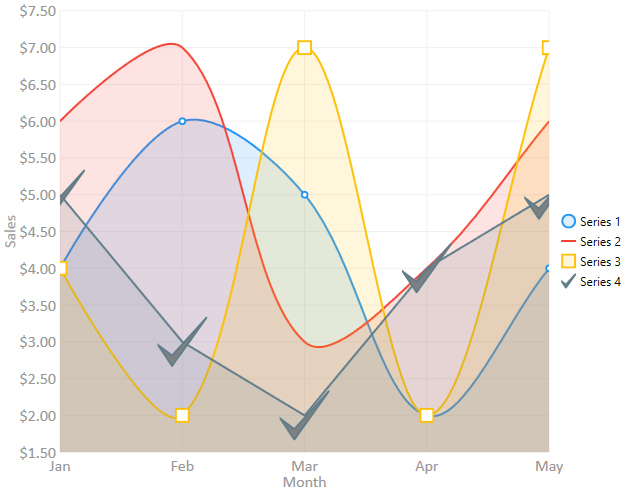 $7.50
$7.00
$6.50
$6.00
$5.50
$5.00
$4.50
$4.00
$3.50
$3.00
$2.50
$2.00
$1.50
Sales
Jan Feb Mar Apr May
Month
Series 1
Series 2
Series 3
Series 4